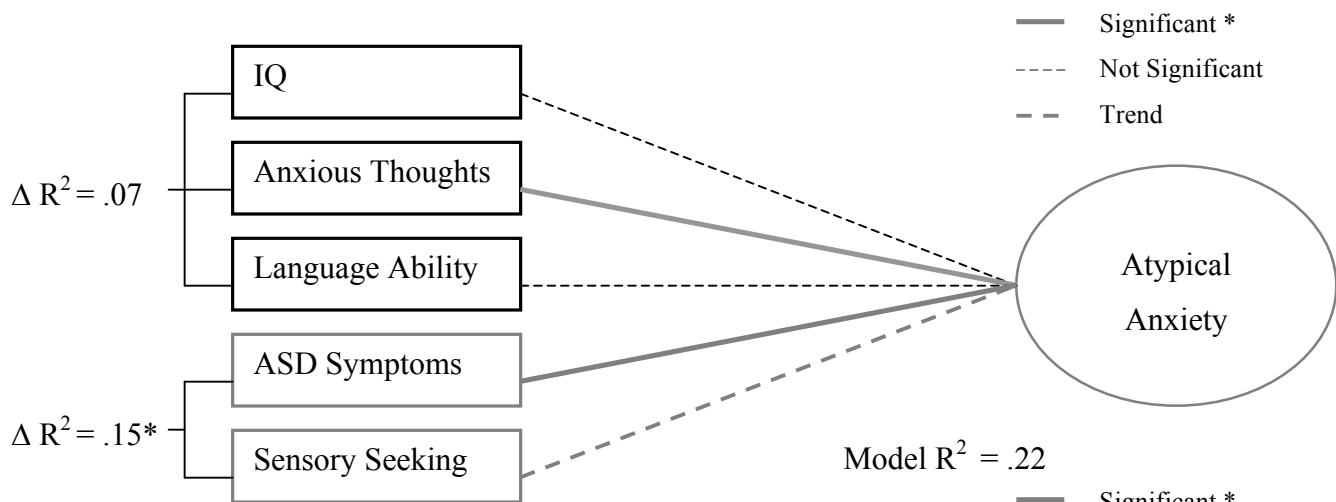 Significant *
Not Significant
Trend
IQ
Anxious Thoughts
Language Ability
ASD Symptoms
Sensory Seeking
Δ R² = .07
Δ R² = .15*
Atypical
Anxiety
Model R² = .22
Significant *